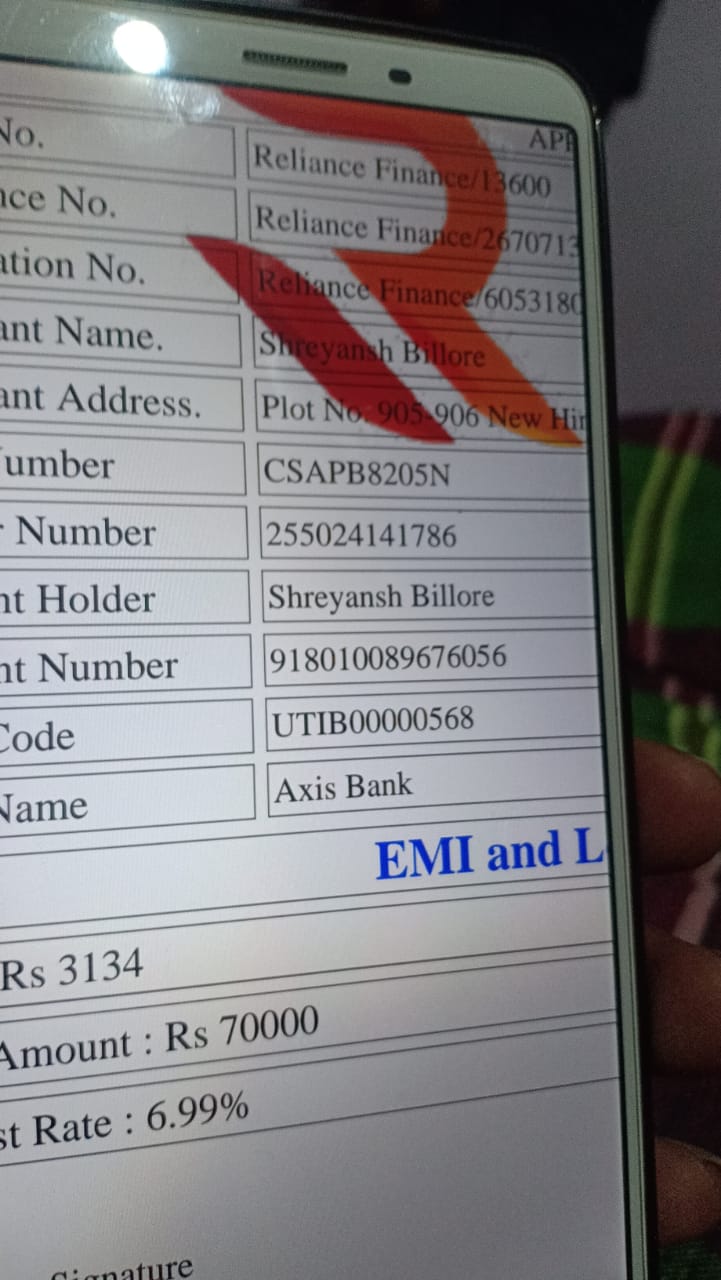 No. Reliance Finance/13600
nce No. Reliance Finance/2670713
ation No. Reliance Finance/6053180
ant Name. Shreyansh Billore
ant Address. Plot No. 905-906 New Hir
umber CSAPB8205N
r Number 255024141786
nt Holder Shreyansh Billore
nt Number 918010089676056
Code UTIB00000568
Name Axis Bank
EMI and L
Rs 3134
Amount : Rs 70000
st Rate : 6.99%
Signature